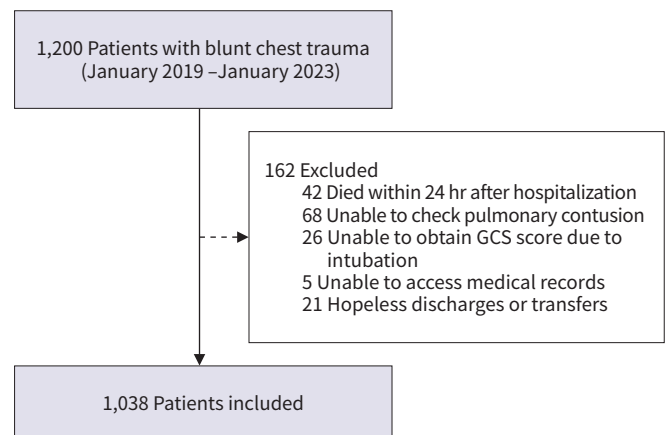 1,200 Patients with blunt chest trauma
(January 2019 –January 2023)
162 Excluded
42 Died within 24 hr after hospitalization
68 Unable to check pulmonary contusion
26 Unable to obtain GCS score due to
intubation
5 Unable to access medical records
21 Hopeless discharges or transfers
1,038 Patients included